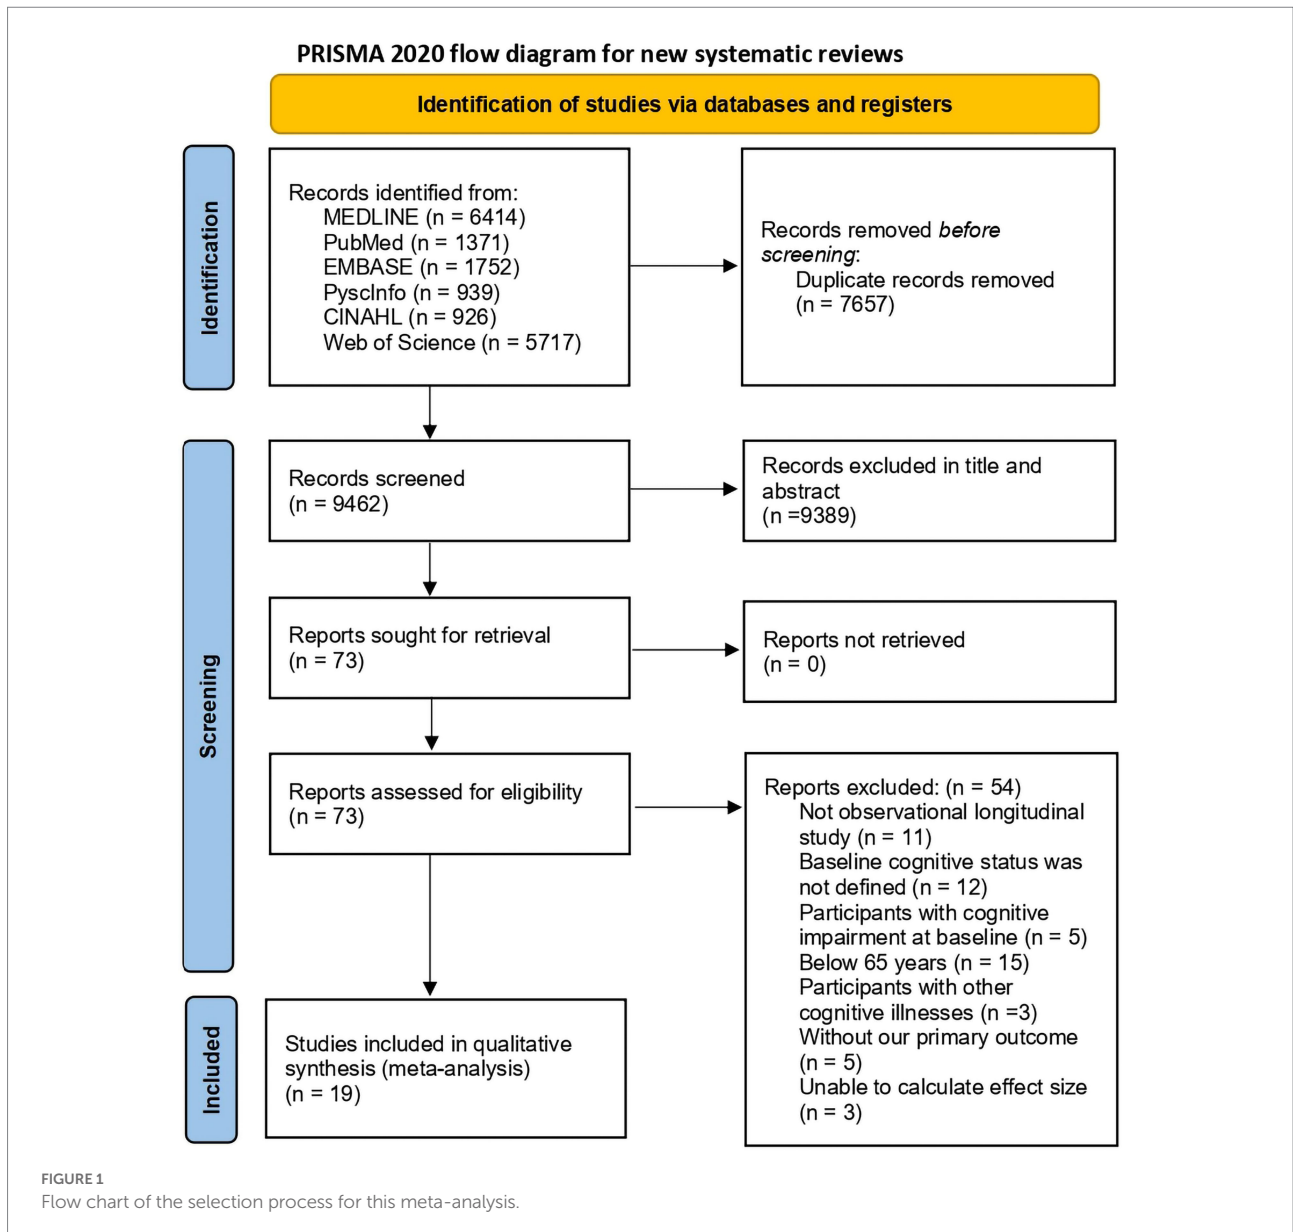 PRISMA 2020 flow diagram for new systematic reviews
Identification of studies via databases and registers
Identification
Records identified from:
MEDLINE (n = 6414)
PubMed (n = 1371)
EMBASE (n = 1752)
PyscInfo (n = 939)
CINAHL (n = 926)
Web of Science (n = 5717)
Records removed before
screening:
Duplicate records removed
(n = 7657)
Screening
Records screened
(n = 9462)
Records excluded in title and
abstract
(n =9389)
Reports sought for retrieval
(n = 73)
Reports not retrieved
(n = 0)
Reports assessed for eligibility
(n = 73)
Reports excluded: (n = 54)
Not observational longitudinal
study (n = 11)
Baseline cognitive status was
not defined (n = 12)
Participants with cognitive
impairment at baseline (n = 5)
Below 65 years (n = 15)
Participants with other
cognitive illnesses (n =3)
Without our primary outcome
(n = 5)
Unable to calculate effect size
(n = 3)
Included
Studies included in qualitative
synthesis (meta-analysis)
(n = 19)
FIGURE 1
Flow chart of the selection process for this meta-analysis.